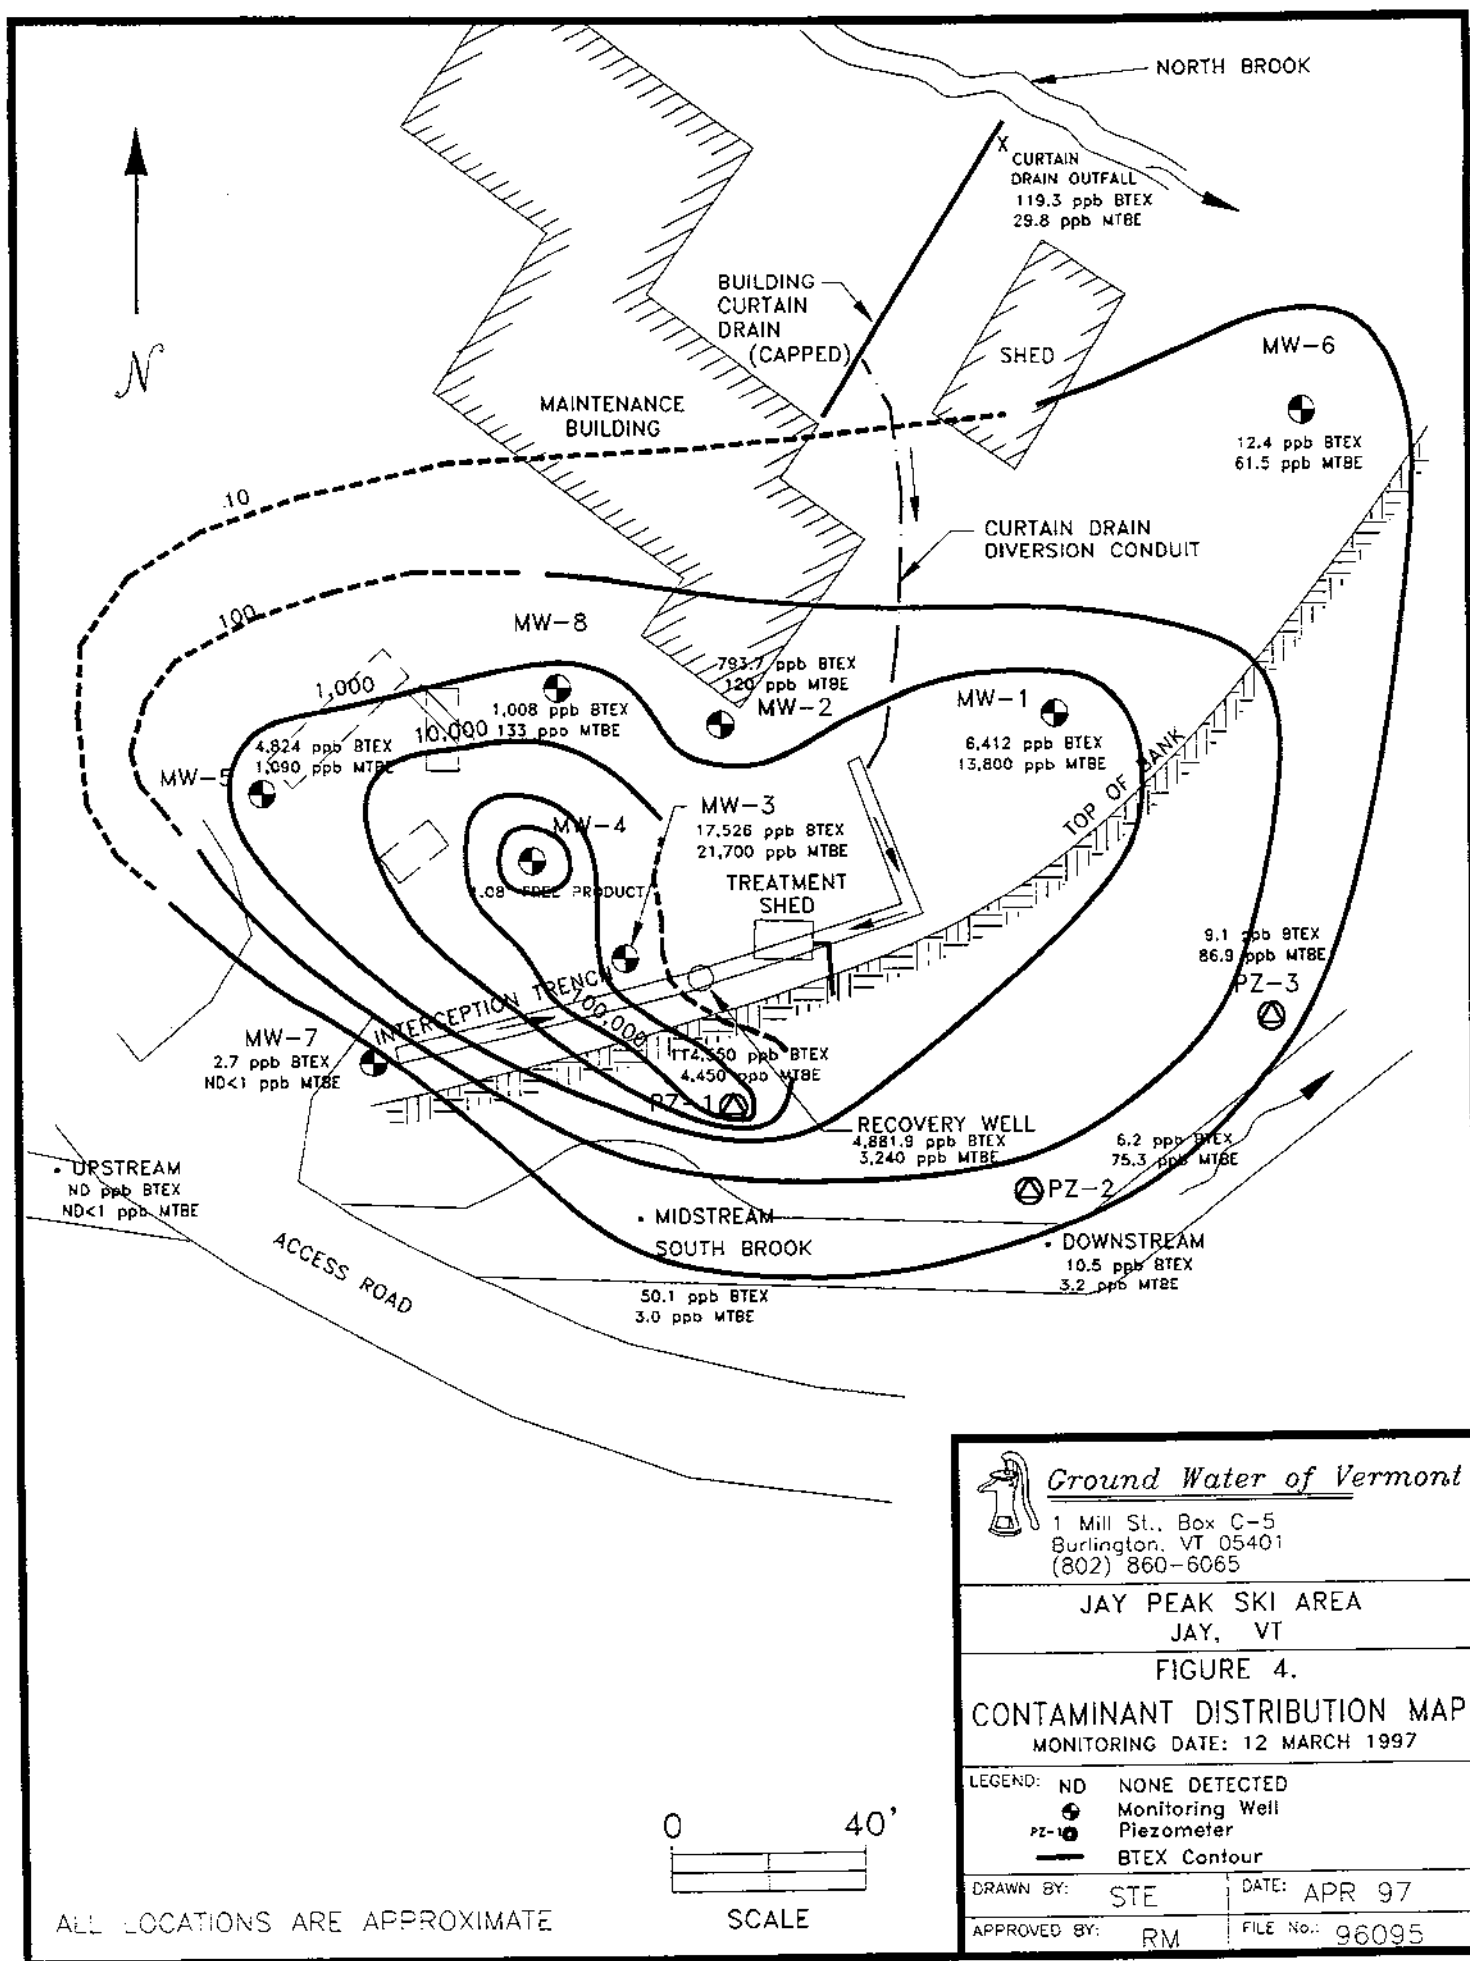 NORTH BROOK
X
CURTAIN
DRAIN OUTFALL
119.3 ppb BTEX
29.8 ppb MTBE
N
BUILDING
CURTAIN
DRAIN
(CAPPED)
SHED
MW-6
12.4 ppb BTEX
61.5 ppb MTBE
MAINTENANCE
BUILDING
10
CURTAIN DRAIN
DIVERSION CONDUIT
100
MW-8
1,008 ppb BTEX
133 ppb MTBE
793.7 ppb BTEX
120 ppb MTBE
MW-2
1,000
10,000
MW-1
6,412 ppb BTEX
13,800 ppb MTBE
4,824 ppb BTEX
1,090 ppb MTBE
MW-5
TOP OF BANK
MW-3
17,526 ppb BTEX
21,700 ppb MTBE
MW-4
FREE PRODUCT
TREATMENT
SHED
9.1 ppb BTEX
86.9 ppb MTBE
PZ-3
INTERCEPTION TRENCH
100,000
MW-7
2.7 ppb BTEX
ND<1 ppb MTBE
114,550 ppb BTEX
4,450 ppb MTBE
PZ-1
RECOVERY WELL
4,881.9 ppb BTEX
3,240 ppb MTBE
6.2 ppb BTEX
75.3 ppb MTBE
PZ-2
UPSTREAM
ND ppb BTEX
ND<1 ppb MTBE
ACCESS ROAD
MIDSTREAM
SOUTH BROOK
50.1 ppb BTEX
3.0 ppb MTBE
DOWNSTREAM
10.5 ppb BTEX
3.2 ppb MTBE
Ground Water of Vermont
1 Mill St., Box C-5
Burlington, VT 05401
(802) 860-6065
JAY PEAK SKI AREA
JAY, VT
FIGURE 4.
CONTAMINANT DISTRIBUTION MAP
MONITORING DATE: 12 MARCH 1997
LEGEND: ND NONE DETECTED
Monitoring Well
PZ-1 Piezometer
BTEX Contour
DRAWN BY: STE DATE: APR 97
APPROVED BY: RM FILE No.: 96095
0 40'
SCALE
ALL LOCATIONS ARE APPROXIMATE